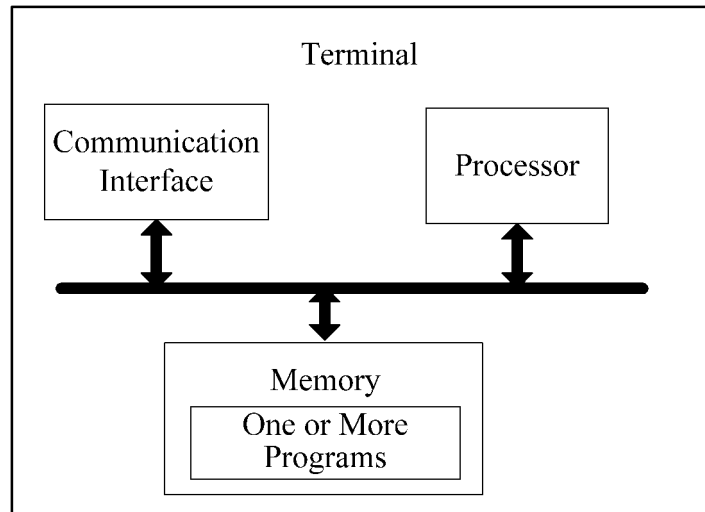 Terminal
Communication
Interface
Processor
Memory
One or More
Programs